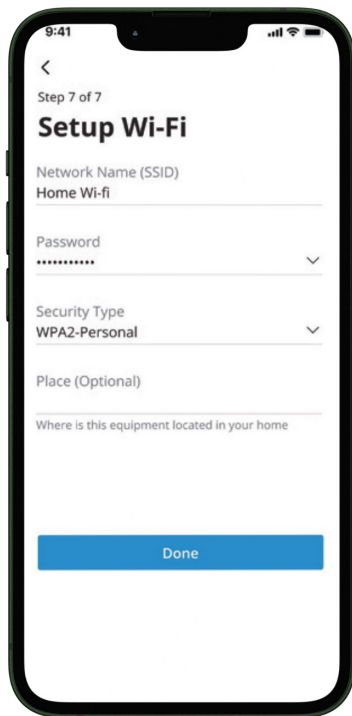 9:41
Step 7 of 7
Setup Wi-Fi
Network Name (SSID)
Home Wi-fi
Password
•••••••••••
Security Type
WPA2-Personal
Place (Optional)
Where is this equipment located in your home
Done